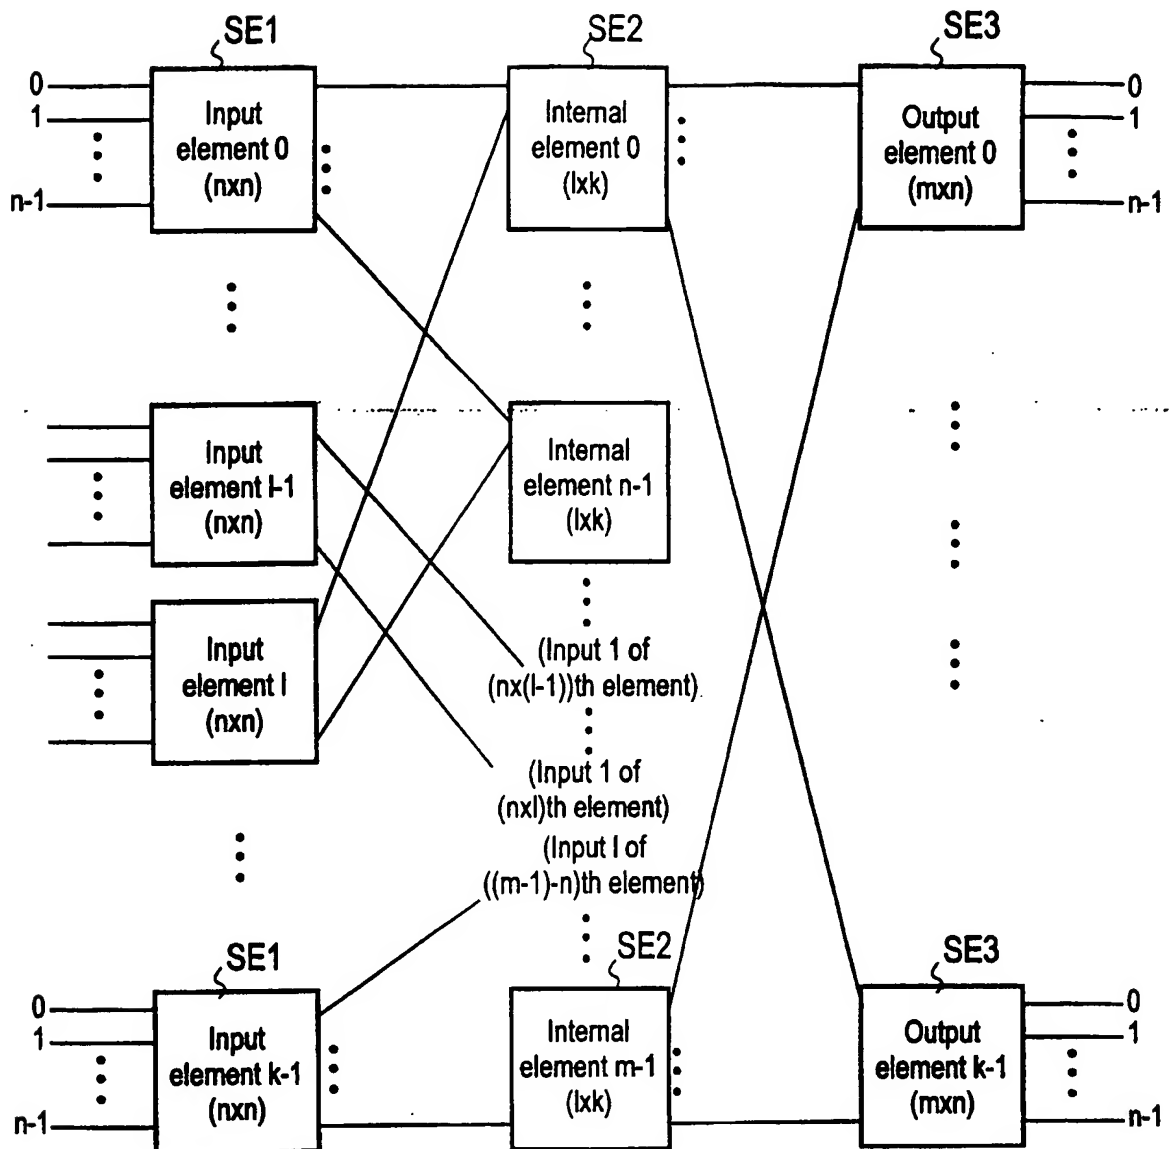 SE1
SE2
SE3
0
1
n-1
Input
element 0
(nxn)
Internal
element 0
(lxk)
Output
element 0
(mxn)
0
1
n-1
Input
element l-1
(nxn)
Internal
element n-1
(lxk)
Input
element l
(nxn)
(Input 1 of
(nx(l-1))th element)
(Input 1 of
(nxl)th element)
(Input l of
((m-1)-n)th element)
SE1
SE2
SE3
0
1
n-1
Input
element k-1
(nxn)
Internal
element m-1
(lxk)
Output
element k-1
(mxn)
0
1
n-1